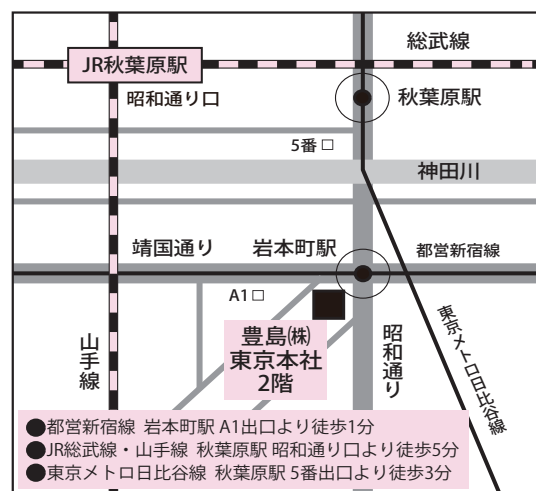 総武線
JR秋葉原駅
昭和通り口
秋葉原駅
5番
神田川
靖国通り
岩本町駅
都営新宿線
A1
豊島㈱
東京本社
2階
山手線
昭和通り
東京メトロ日比谷線
●都営新宿線 岩本町駅 A1出口より徒歩1分
●JR総武線・山手線 秋葉原駅 昭和通り口より徒歩5分
●東京メトロ日比谷線 秋葉原駅 5番出口より徒歩3分